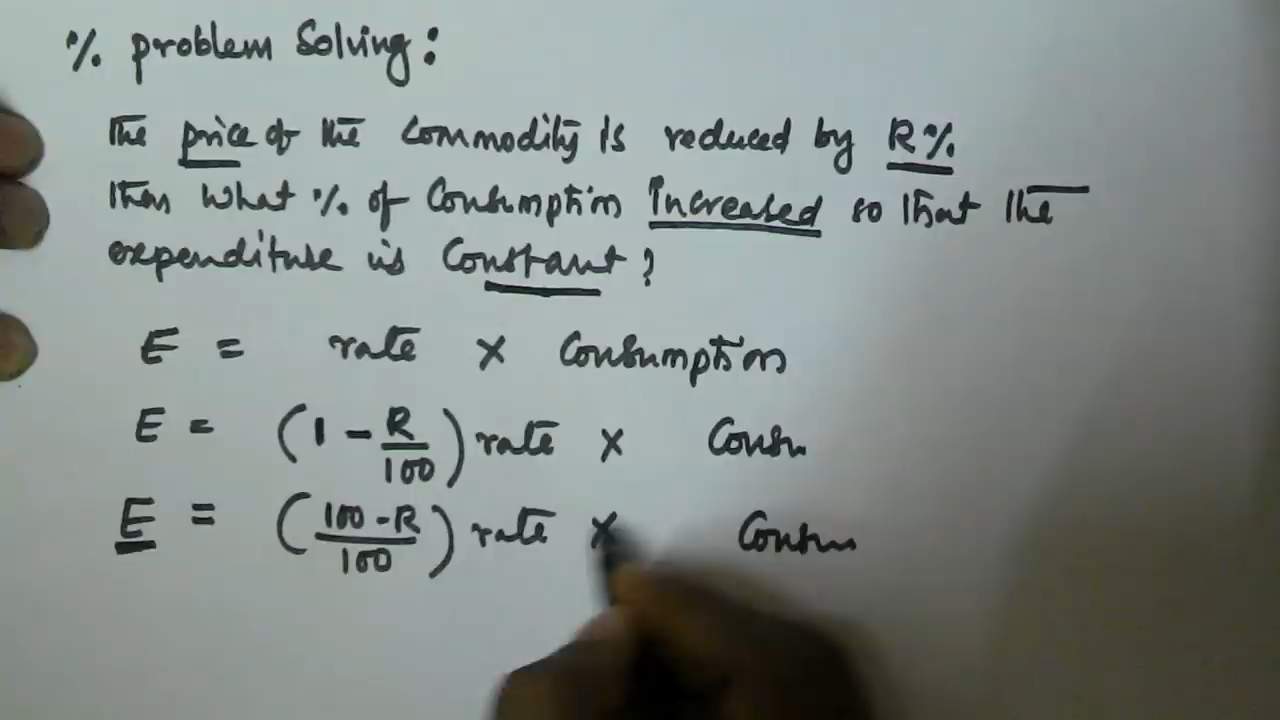 % problem Solving:
The price of the Commodity is reduced by R%
then what % of Consumption Increased so that the
expenditure is Constant?
E = rate × Consumption
E = (1 - R/100) rate × Consu
E = (100 - R/100) rate × Consu